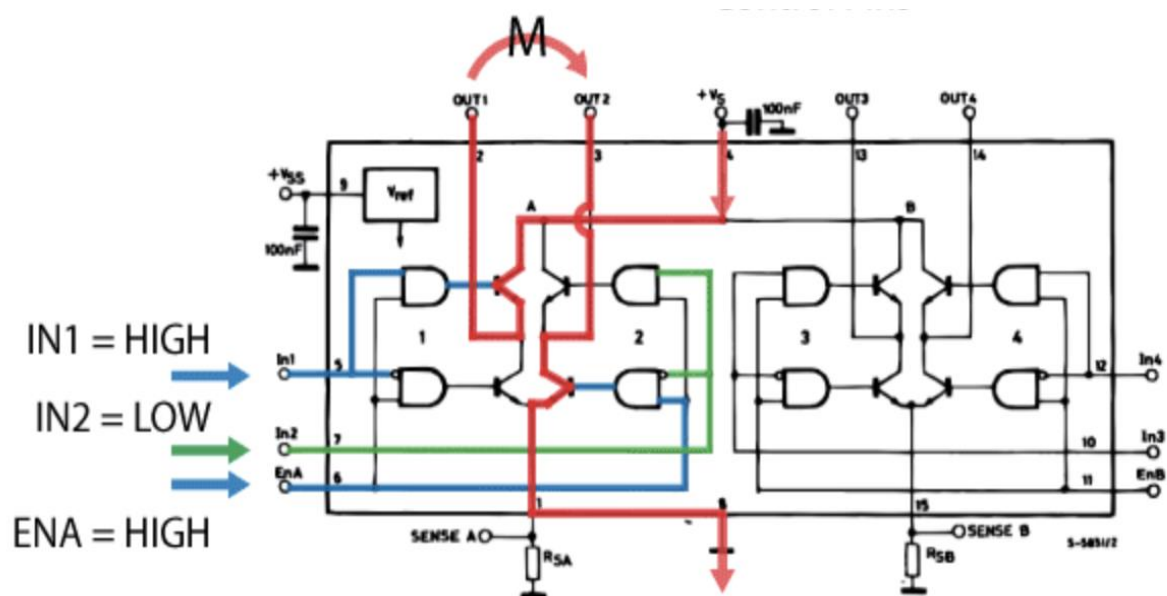 M
OUT1
OUT2
+VS
100nF
OUT3
OUT4
2
3
4
13
14
+VSS
9
Vref
A
B
100nF
1
2
3
4
IN1 = HIGH
In1
5
12
In4
IN2 = LOW
In2
7
10
In3
EnA
6
11
EnB
ENA = HIGH
1
8
15
SENSE A
SENSE B
S-5851/2
RSA
RSB